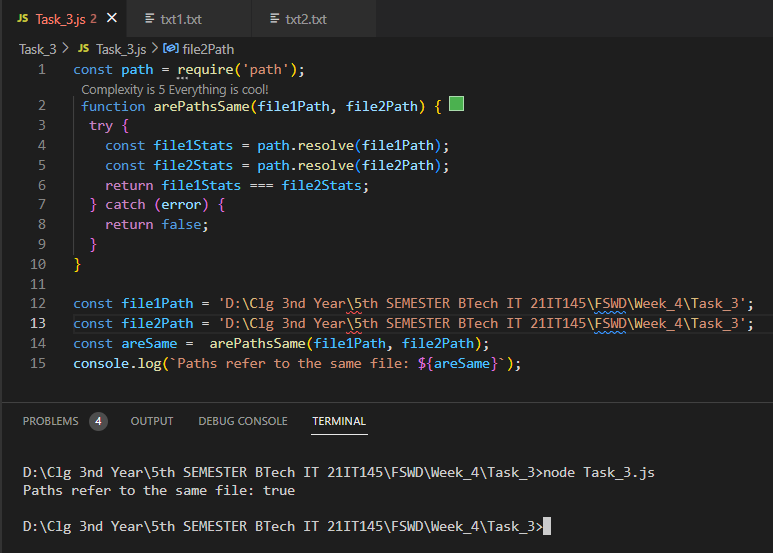 JS Task_3.js 2 × txt1.txt txt2.txt
Task_3 > JS Task_3.js > file2Path
1 const path = require('path');
Complexity is 5 Everything is cool!
2 function arePathsSame(file1Path, file2Path) {
3 try {
4 const file1Stats = path.resolve(file1Path);
5 const file2Stats = path.resolve(file2Path);
6 return file1Stats === file2Stats;
7 } catch (error) {
8 return false;
9 }
10 }
11
12 const file1Path = 'D:\Clg 3nd Year\5th SEMESTER BTech IT 21IT145\FSWD\Week_4\Task_3';
13 const file2Path = 'D:\Clg 3nd Year\5th SEMESTER BTech IT 21IT145\FSWD\Week_4\Task_3';
14 const areSame =  arePathsSame(file1Path, file2Path);
15 console.log(`Paths refer to the same file: ${areSame}`);
PROBLEMS 4 OUTPUT DEBUG CONSOLE TERMINAL
D:\Clg 3nd Year\5th SEMESTER BTech IT 21IT145\FSWD\Week_4\Task_3>node Task_3.js
Paths refer to the same file: true
D:\Clg 3nd Year\5th SEMESTER BTech IT 21IT145\FSWD\Week_4\Task_3>